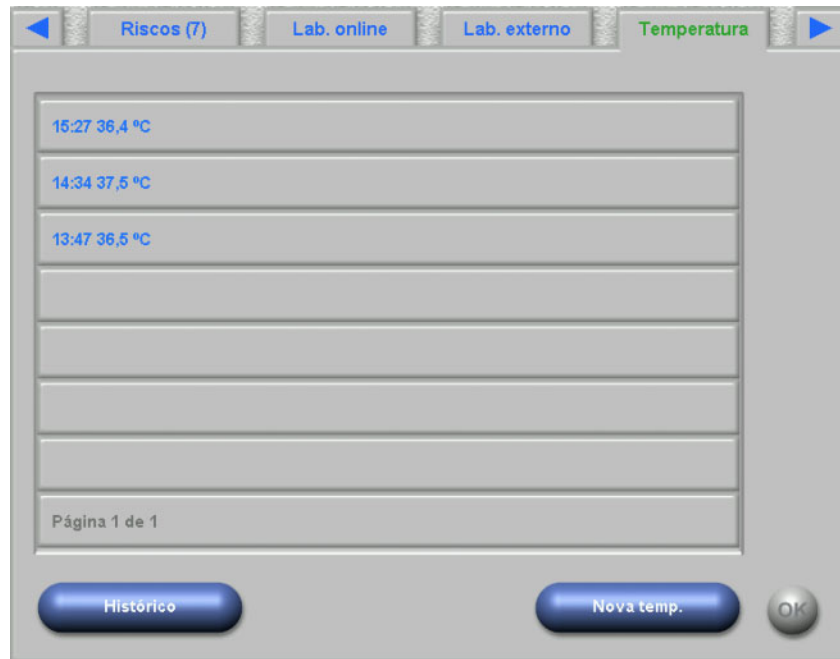 Riscos (7) Lab. online Lab. externo Temperatura
15:27 36,4 ºC
14:34 37,5 ºC
13:47 36,5 ºC
Página 1 de 1
Histórico Nova temp. OK